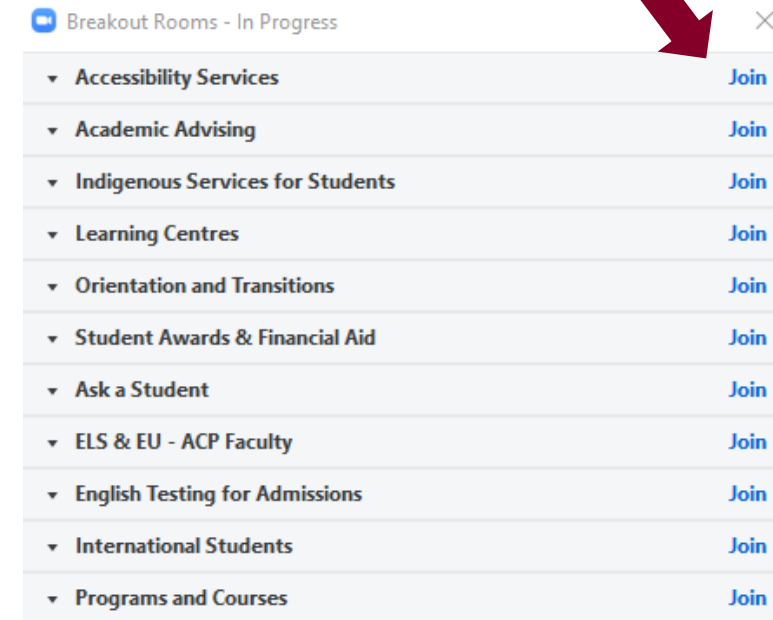 Breakout Rooms - In Progress
Accessibility Services Join
Academic Advising Join
Indigenous Services for Students Join
Learning Centres Join
Orientation and Transitions Join
Student Awards & Financial Aid Join
Ask a Student Join
ELS & EU - ACP Faculty Join
English Testing for Admissions Join
International Students Join
Programs and Courses Join